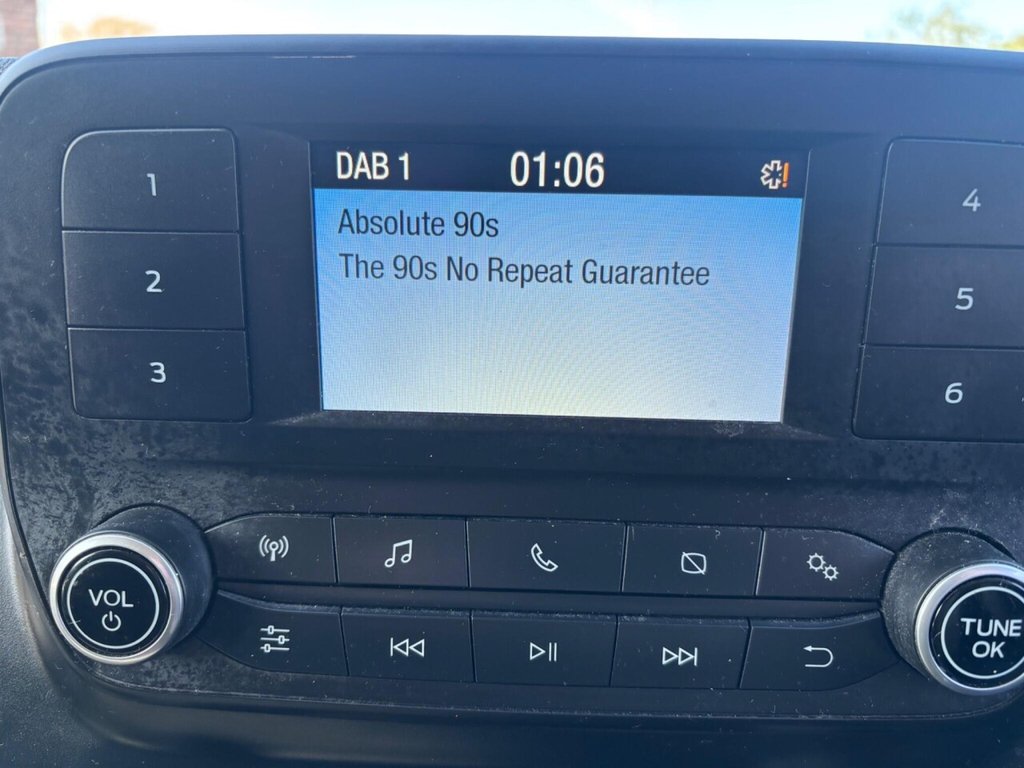 DAB 1 01:06
Absolute 90s
The 90s No Repeat Guarantee
1
2
3
4
5
6
VOL
TUNE
OK